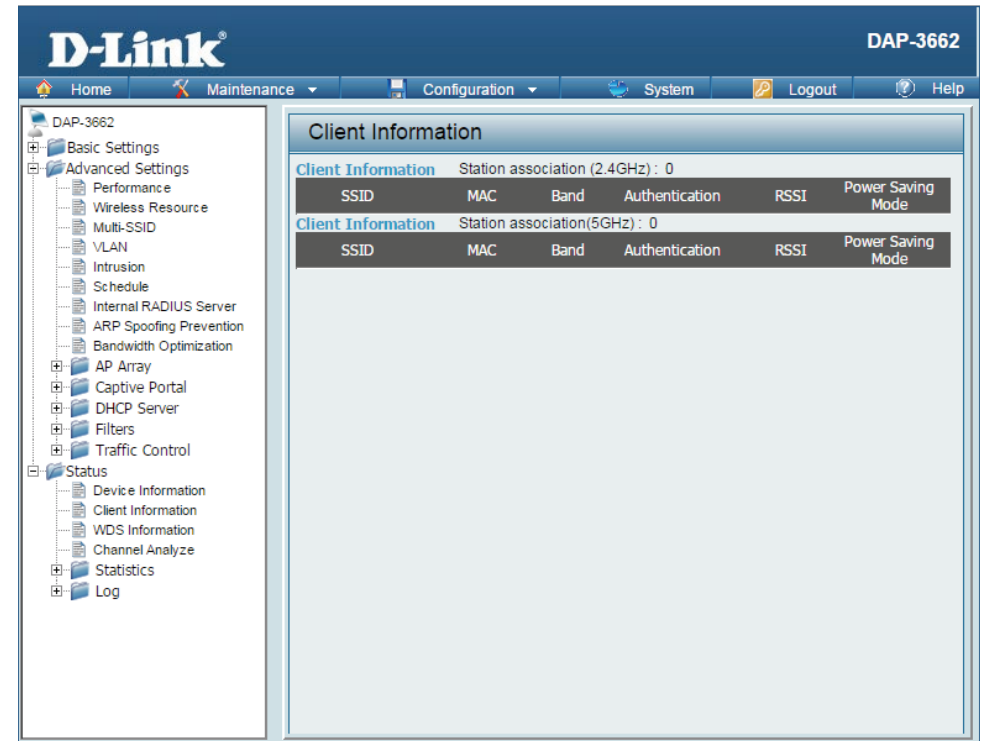 D-Link®
DAP-3662
Home Maintenance Configuration System Logout Help
DAP-3662
Basic Settings
Advanced Settings
Performance
Wireless Resource
Multi-SSID
VLAN
Intrusion
Schedule
Internal RADIUS Server
ARP Spoofing Prevention
Bandwidth Optimization
AP Array
Captive Portal
DHCP Server
Filters
Traffic Control
Status
Device Information
Client Information
WDS Information
Channel Analyze
Statistics
Log
Client Information
Client Information Station association (2.4GHz) : 0
SSID MAC Band Authentication RSSI Power Saving Mode
Client Information Station association(5GHz) : 0
SSID MAC Band Authentication RSSI Power Saving Mode